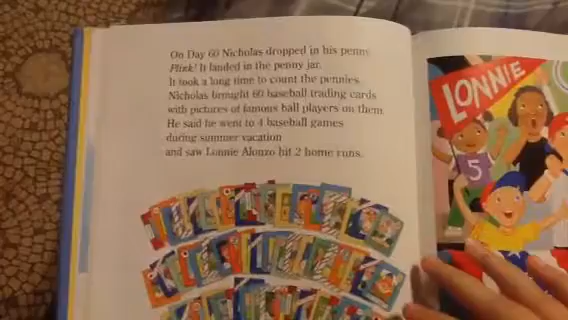 On Day 60 Nicholas dropped in his penny.
Plink! It landed in the penny jar.
It took a long time to count the pennies.
Nicholas brought 60 baseball trading cards
with pictures of famous ball players on them.
He said he went to 4 baseball games
during summer vacation
and saw Lonnie Alonzo hit 2 home runs.
LONNIE
5